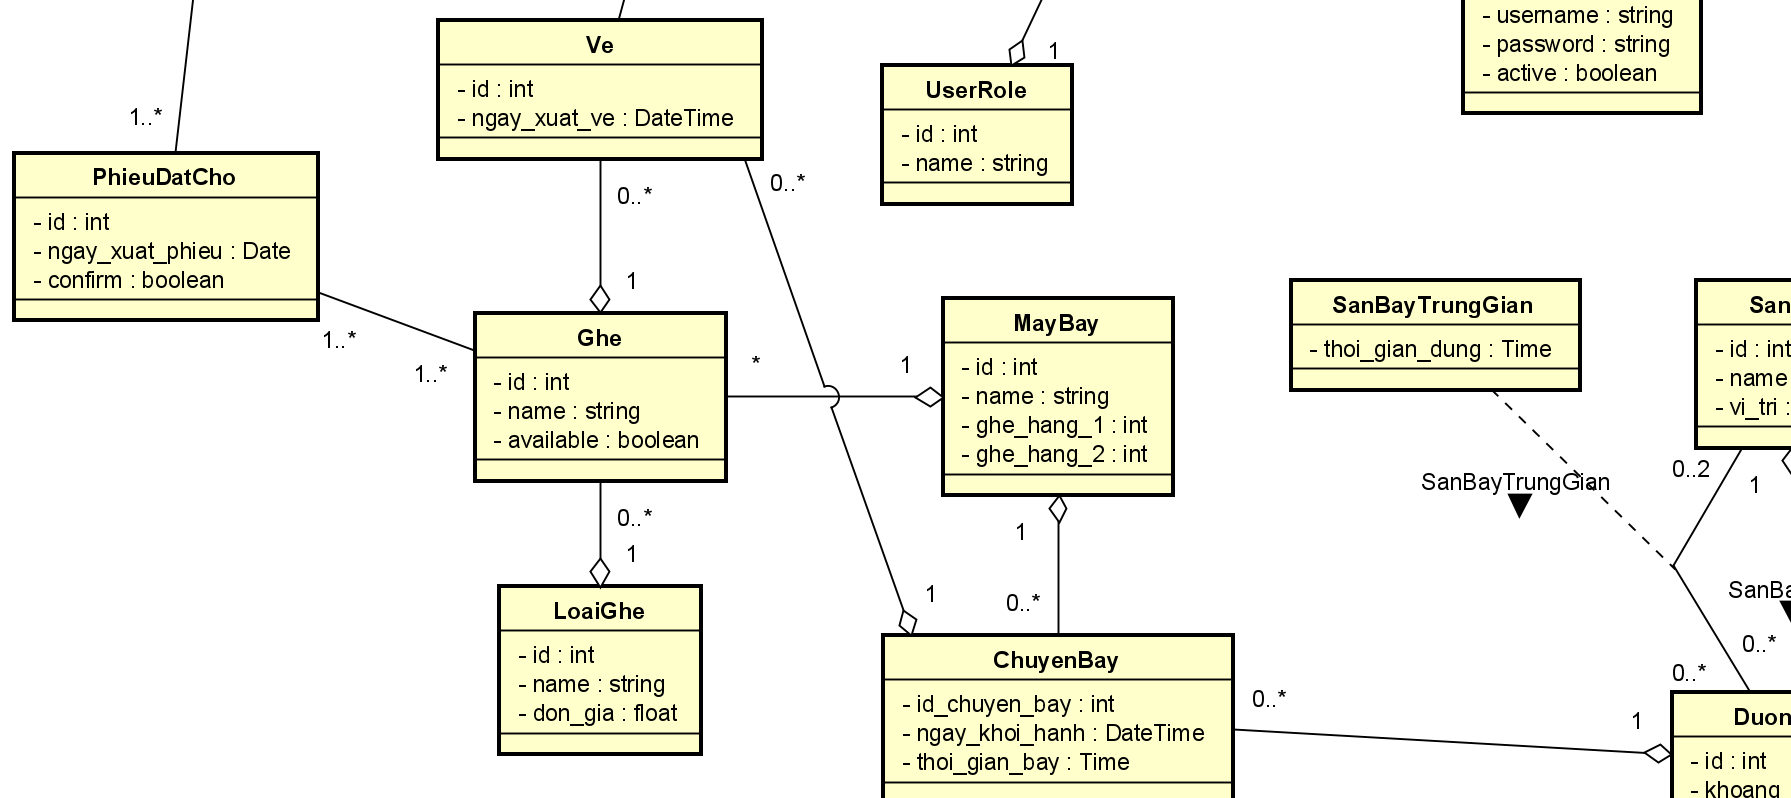 - username : string
- password : string
- active : boolean
Ve
- id : int
- ngay_xuat_ve : DateTime
1
UserRole
- id : int
- name : string
1..*
PhieuDatCho
- id : int
- ngay_xuat_phieu : Date
- confirm : boolean
0..*
0..*
1
1..*
1..*
Ghe
- id : int
- name : string
- available : boolean
*
1
MayBay
- id : int
- name : string
- ghe_hang_1 : int
- ghe_hang_2 : int
SanBayTrungGian
- thoi_gian_dung : Time
San
- id : int
- name
- vi_tri :
0..2
1
SanBayTrungGian
0..*
1
LoaiGhe
- id : int
- name : string
- don_gia : float
1
0..*
1
ChuyenBay
- id_chuyen_bay : int
- ngay_khoi_hanh : DateTime
- thoi_gian_bay : Time
0..*
1
SanBa
0..*
0..*
Duon
- id : int
- khoang